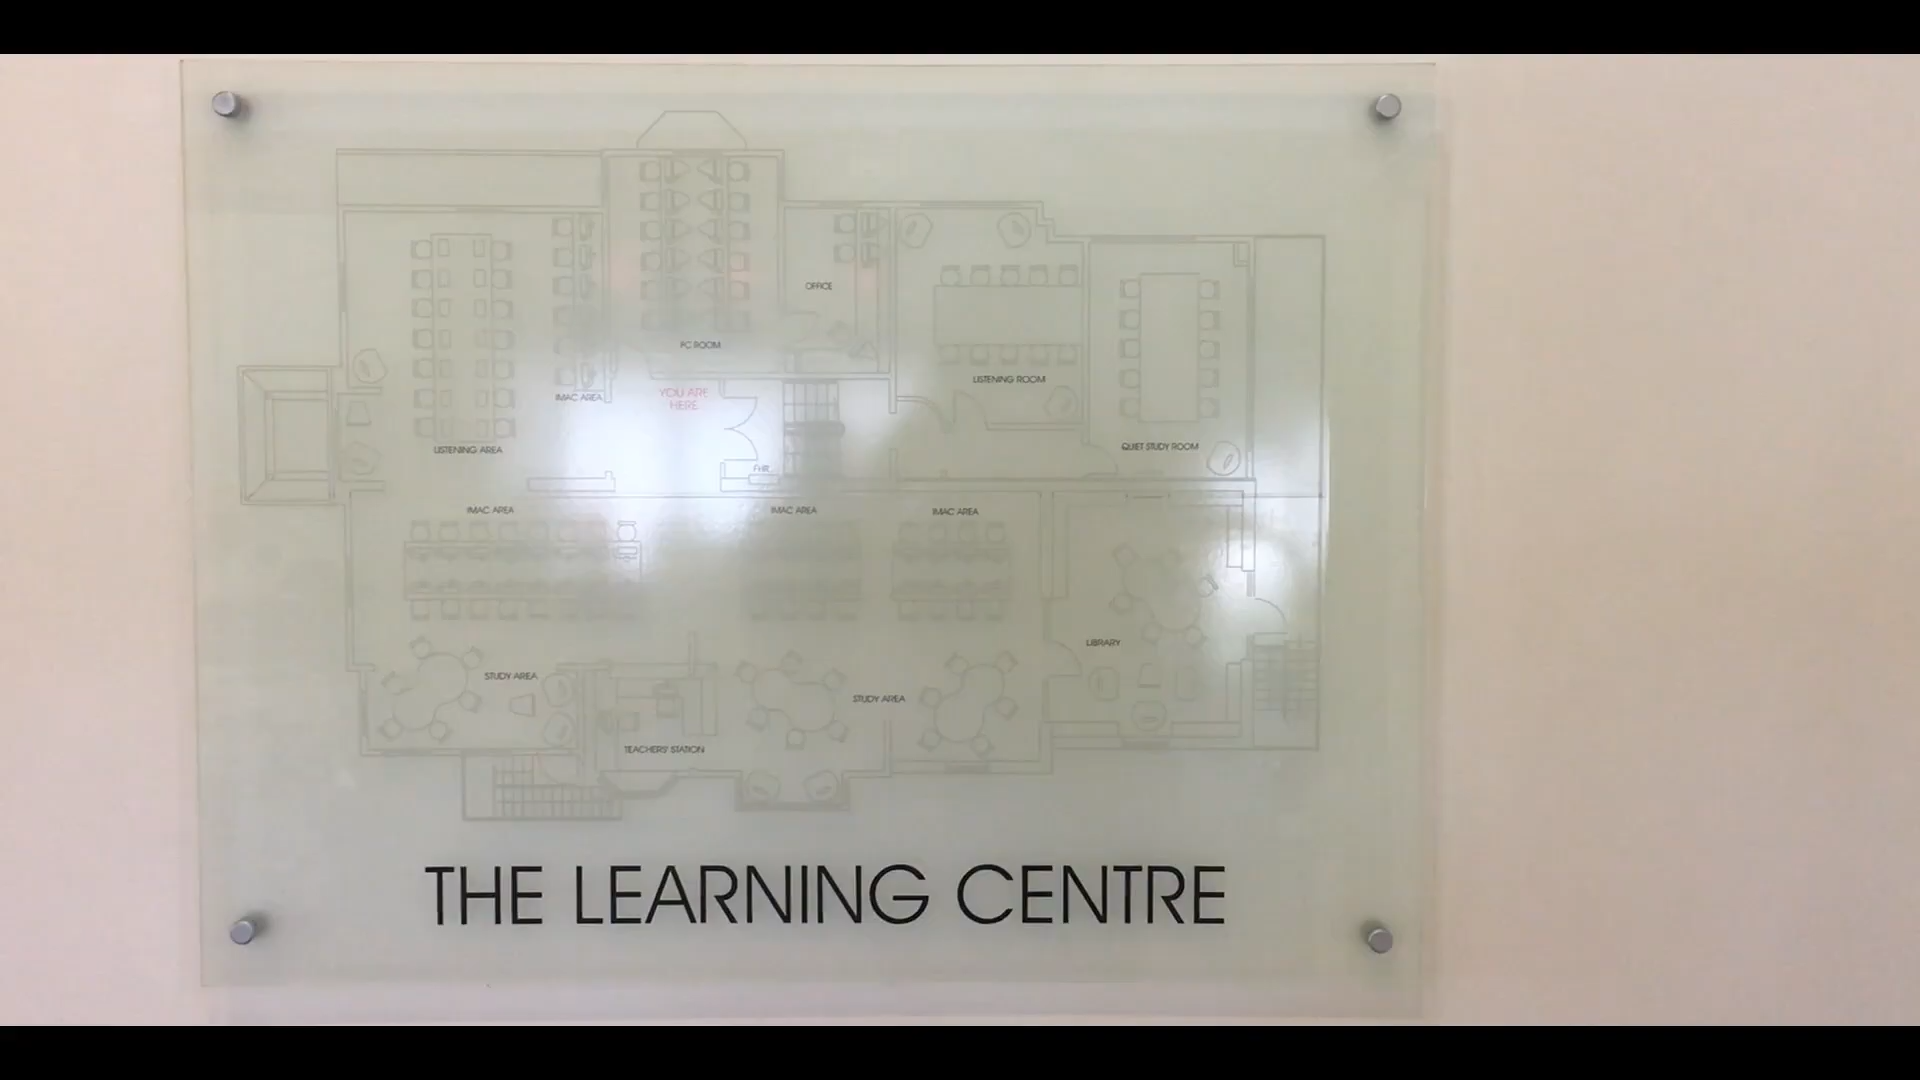 OFFICE
PC ROOM
LISTENING ROOM
YOU ARE
HERE
IMAC AREA
LISTENING AREA
QUIET STUDY ROOM
FHR
IMAC AREA
IMAC AREA
IMAC AREA
LIBRARY
STUDY AREA
STUDY AREA
TEACHERS' STATION
THE LEARNING CENTRE